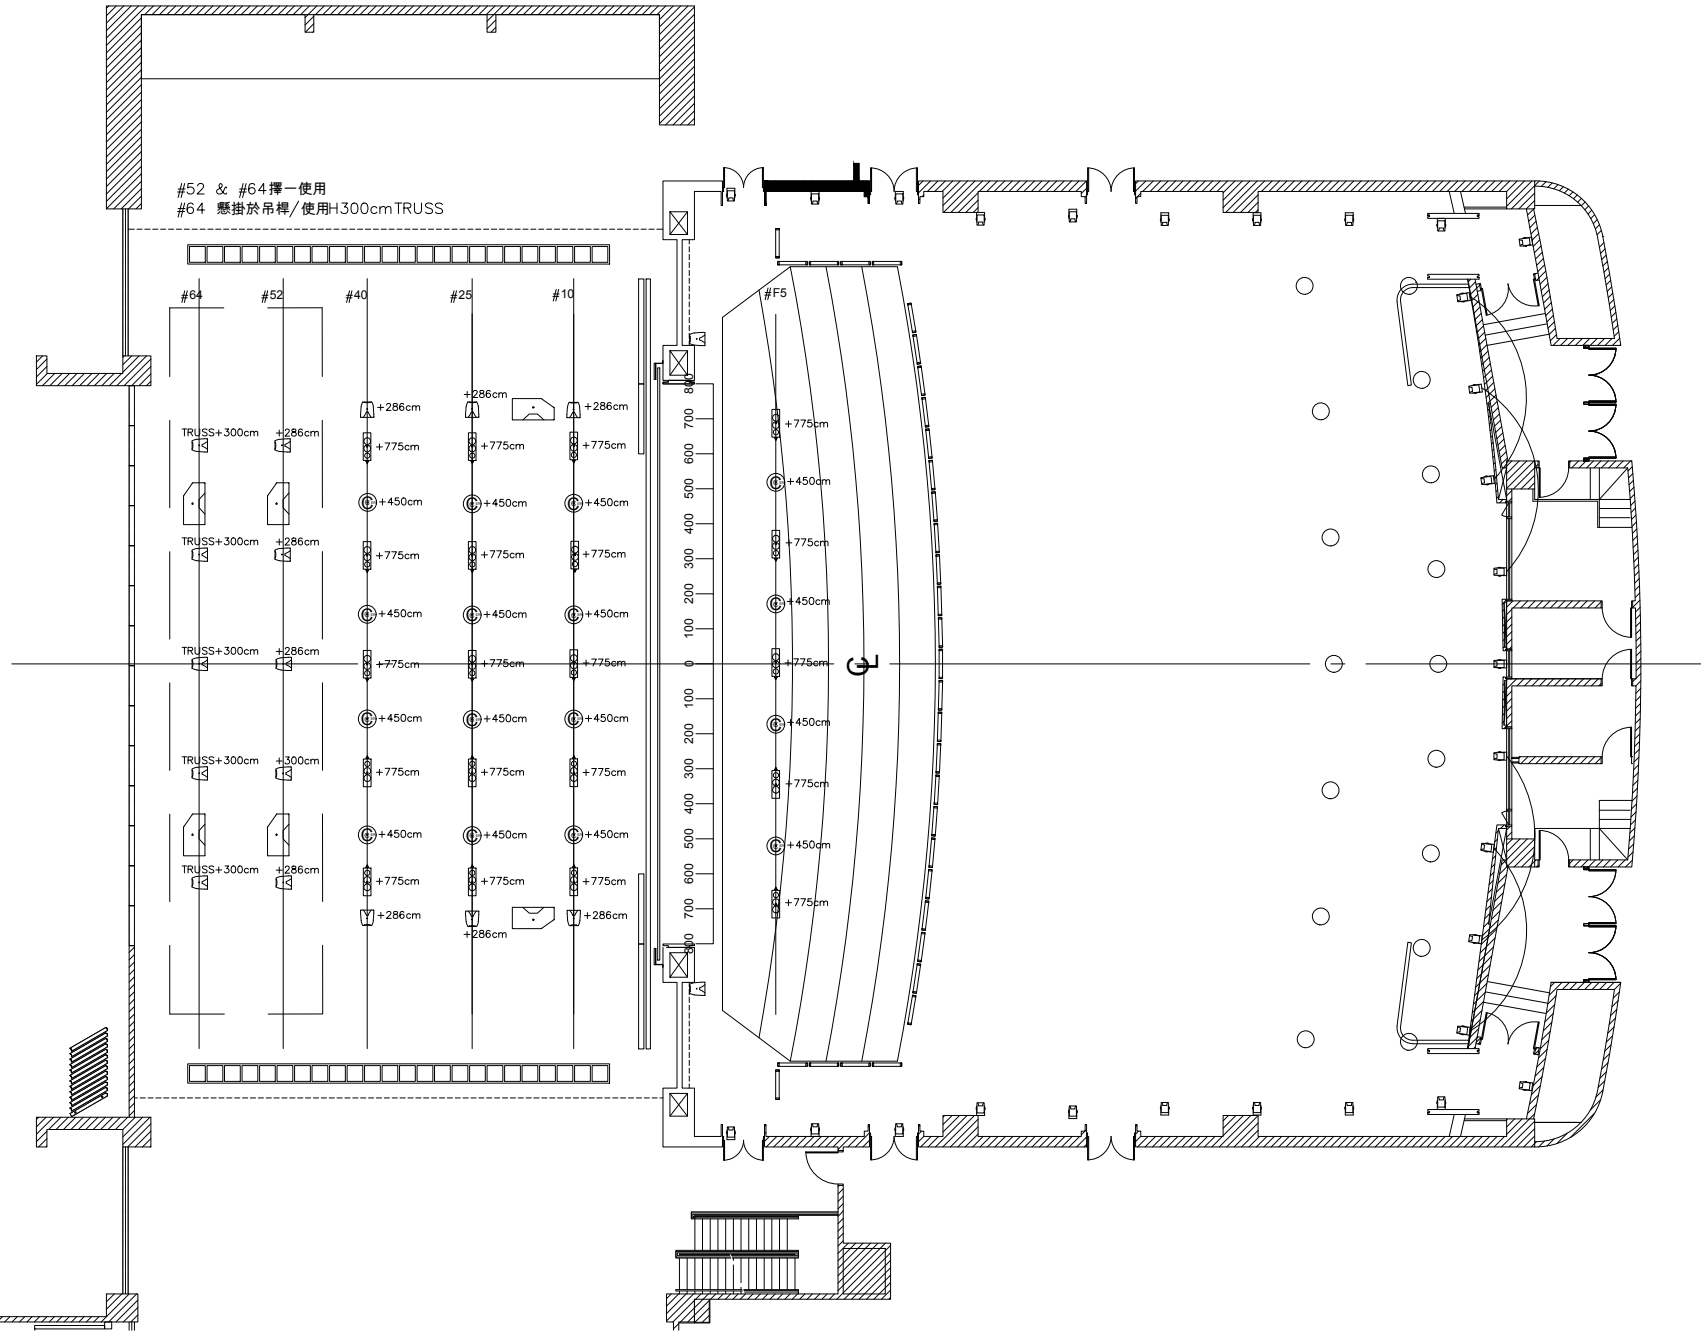 #52 & #64擇一使用
#64 懸掛於吊桿/使用H300cmTRUSS
#64 #52 #40 #25 #10 #F5
+286cm +286cm +286cm
TRUSS+300cm +286cm +775cm +775cm +775cm +775cm
+450cm +450cm +450cm +450cm
TRUSS+300cm +286cm +775cm +775cm +775cm +775cm
+450cm +450cm +450cm +450cm
TRUSS+300cm +286cm +775cm +775cm +775cm +775cm
+450cm +450cm +450cm +450cm
TRUSS+300cm +300cm +775cm +775cm +775cm +775cm
+450cm +450cm +450cm +450cm
TRUSS+300cm +286cm +775cm +775cm +775cm +775cm
+286cm +286cm +286cm
800
700
600
500
400
300
200
100
0
100
200
300
400
500
600
700
800
CL